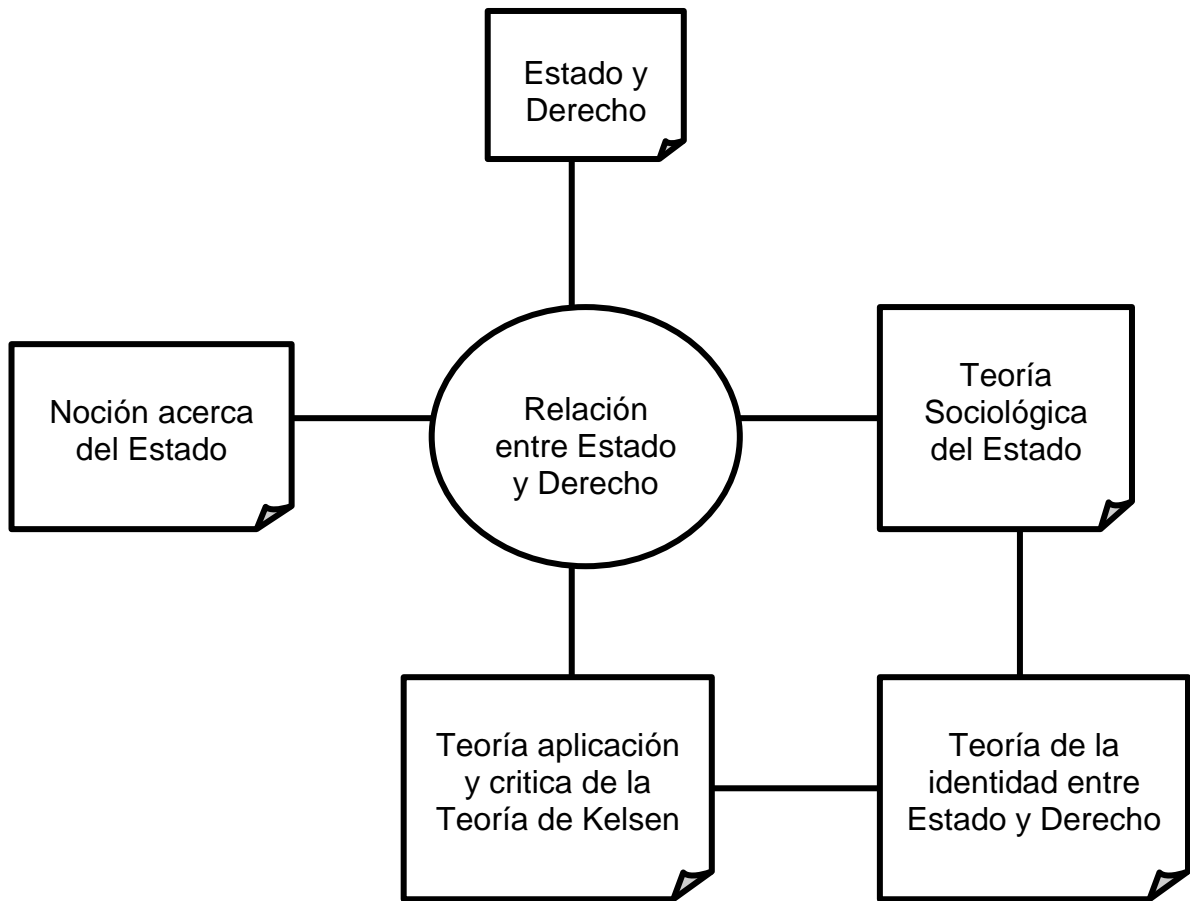 Estado y
Derecho
Noción acerca
del Estado
Relación
entre Estado
y Derecho
Teoría
Sociológica
del Estado
Teoría aplicación
y critica de la
Teoría de Kelsen
Teoría de la
identidad entre
Estado y Derecho